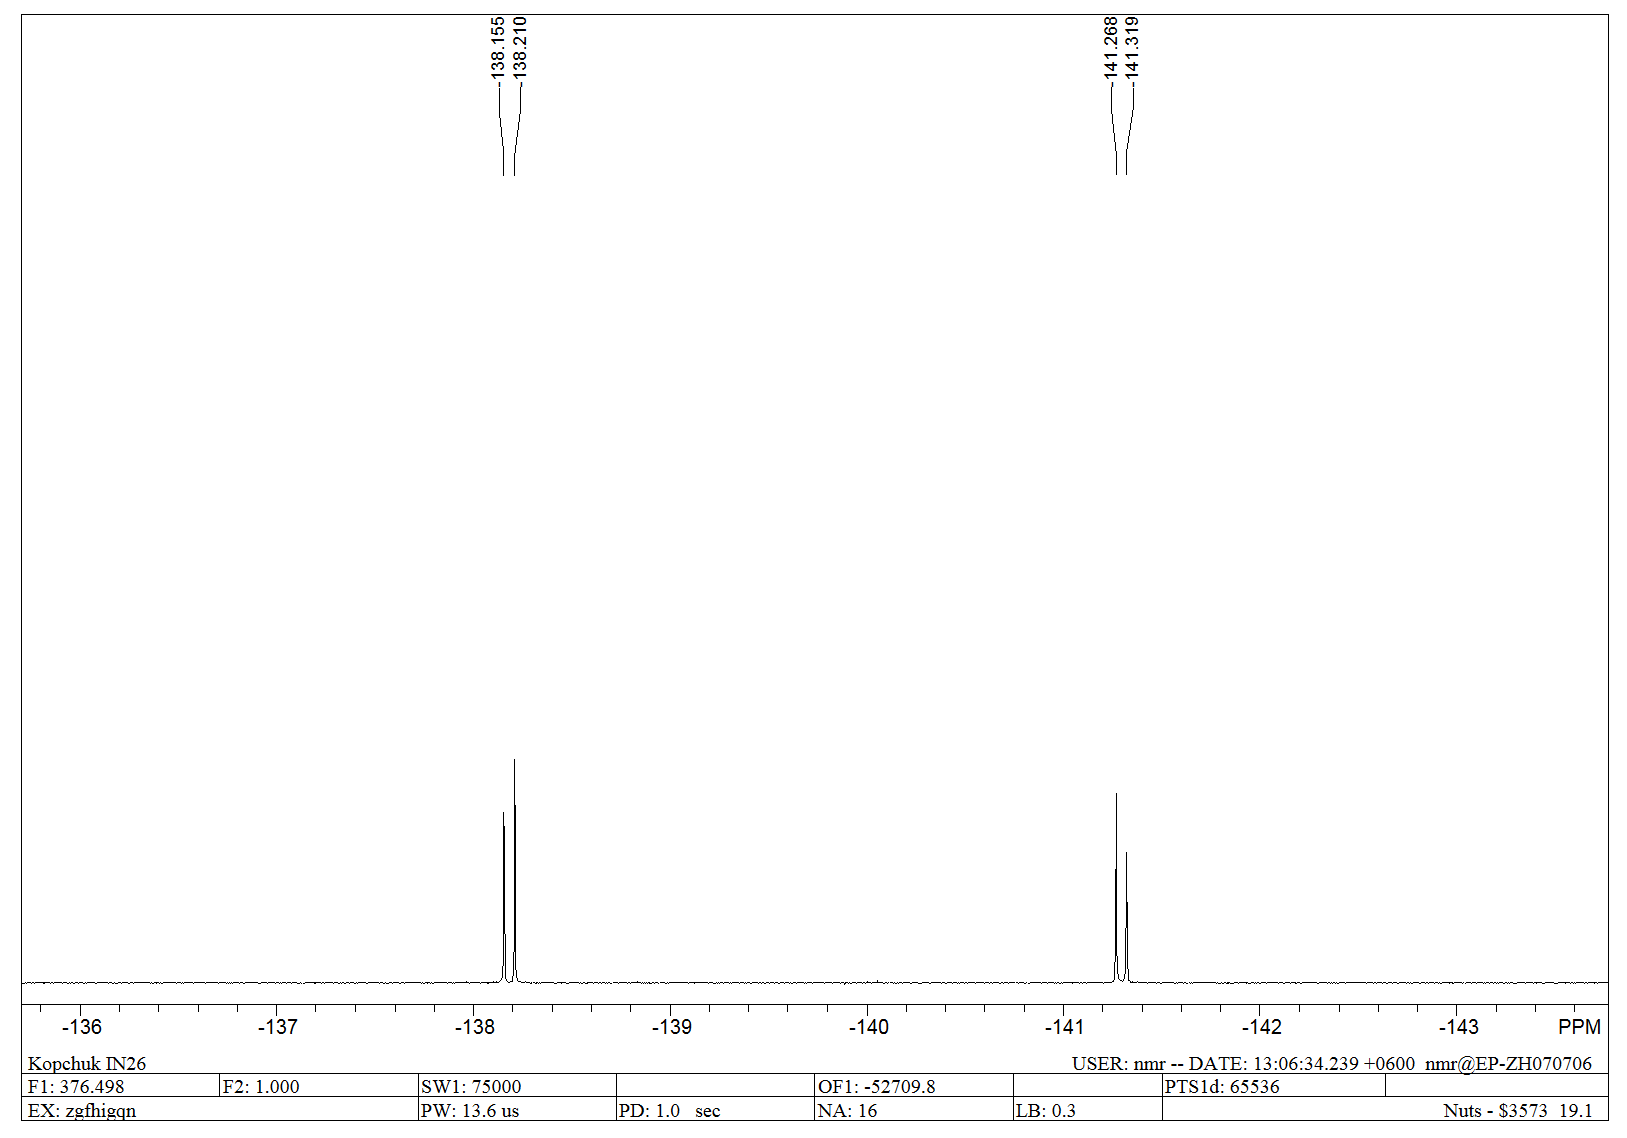 -138.155
-138.210
-141.268
-141.319
-136 -137 -138 -139 -140 -141 -142 -143 PPM
Kopchuk IN26 USER: nmr -- DATE: 13:06:34.239 +0600 nmr@EP-ZH070706
F1: 376.498 F2: 1.000 SW1: 75000 OF1: -52709.8 PTS1d: 65536
EX: zgfhigqn PW: 13.6 us PD: 1.0 sec NA: 16 LB: 0.3 Nuts - $3573 19.1